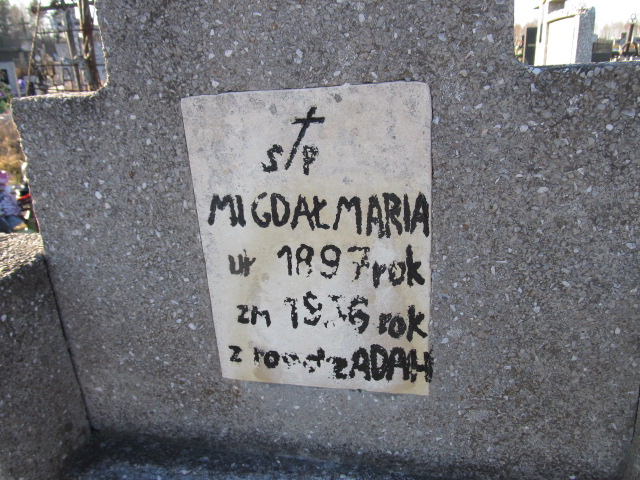 ś/p
MIGDAŁ MARIA
ur 1897 rok
zm rok
z